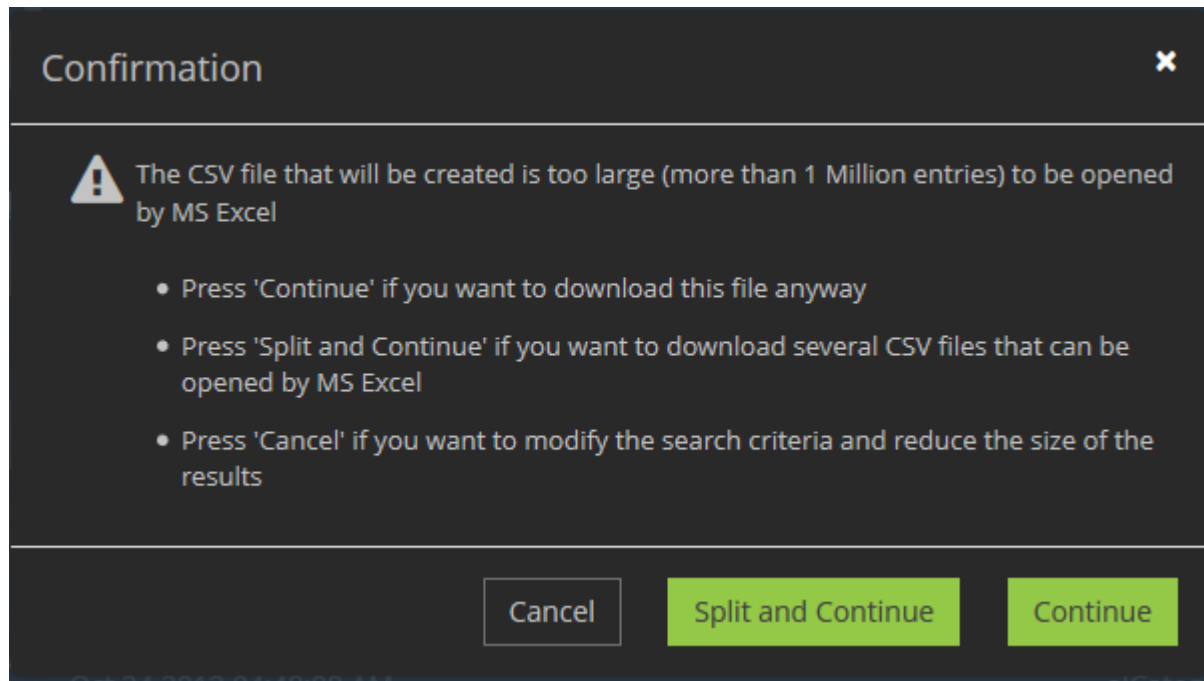 Confirmation
The CSV file that will be created is too large (more than 1 Million entries) to be opened
by MS Excel
Press 'Continue' if you want to download this file anyway
Press 'Split and Continue' if you want to download several CSV files that can be
opened by MS Excel
Press 'Cancel' if you want to modify the search criteria and reduce the size of the
results
Cancel
Split and Continue
Continue